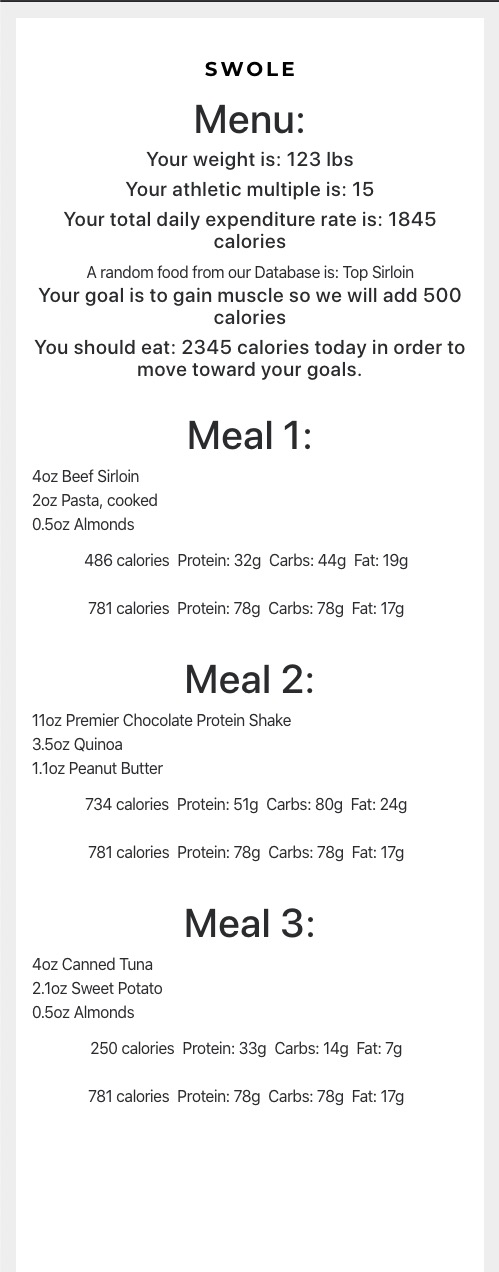 SWOLE
Menu:
Your weight is: 123 lbs
Your athletic multiple is: 15
Your total daily expenditure rate is: 1845
calories
A random food from our Database is: Top Sirloin
Your goal is to gain muscle so we will add 500
calories
You should eat: 2345 calories today in order to
move toward your goals.
Meal 1:
4oz Beef Sirloin
2oz Pasta, cooked
0.5oz Almonds
486 calories  Protein: 32g  Carbs: 44g  Fat: 19g
781 calories  Protein: 78g  Carbs: 78g  Fat: 17g
Meal 2:
11oz Premier Chocolate Protein Shake
3.5oz Quinoa
1.1oz Peanut Butter
734 calories  Protein: 51g  Carbs: 80g  Fat: 24g
781 calories  Protein: 78g  Carbs: 78g  Fat: 17g
Meal 3:
4oz Canned Tuna
2.1oz Sweet Potato
0.5oz Almonds
250 calories  Protein: 33g  Carbs: 14g  Fat: 7g
781 calories  Protein: 78g  Carbs: 78g  Fat: 17g